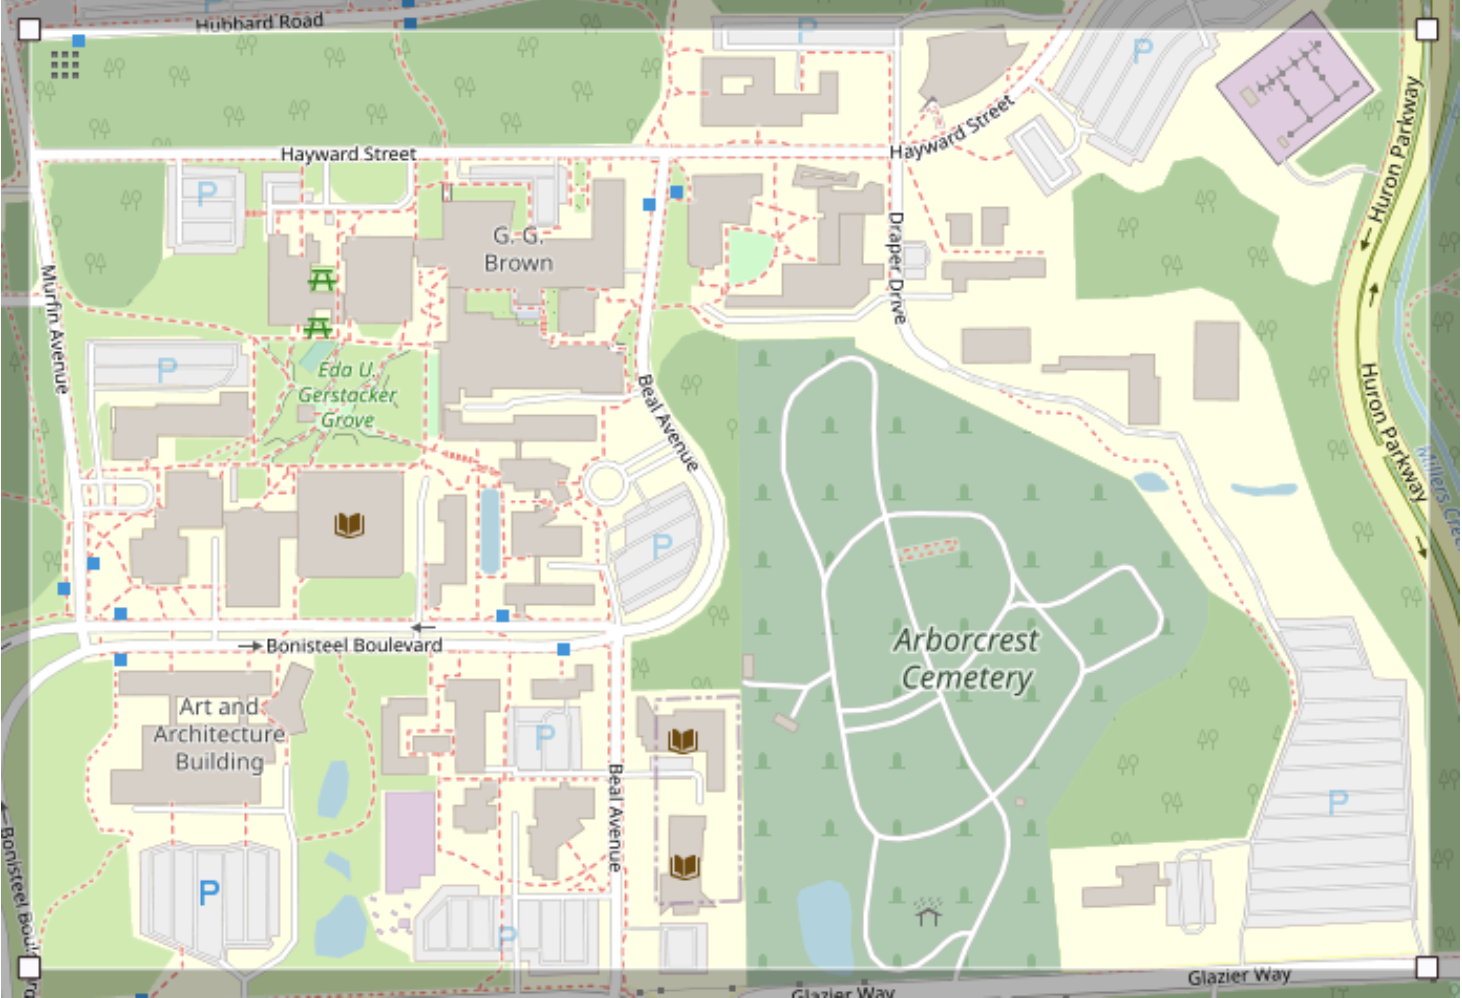 Hubbard Road
P
P
P
Hayward Street
Hayward Street
Huron Parkway
P
G. G.
Brown
Draper Drive
Murfin Avenue
P
Eda U.
Gerstacker
Grove
Beal Avenue
Huron Parkway
P
Arborcrest
Cemetery
Bonisteel Boulevard
Art and
Architecture
Building
P
Beal Avenue
P
P
P
Glazier Way
Glazier Way